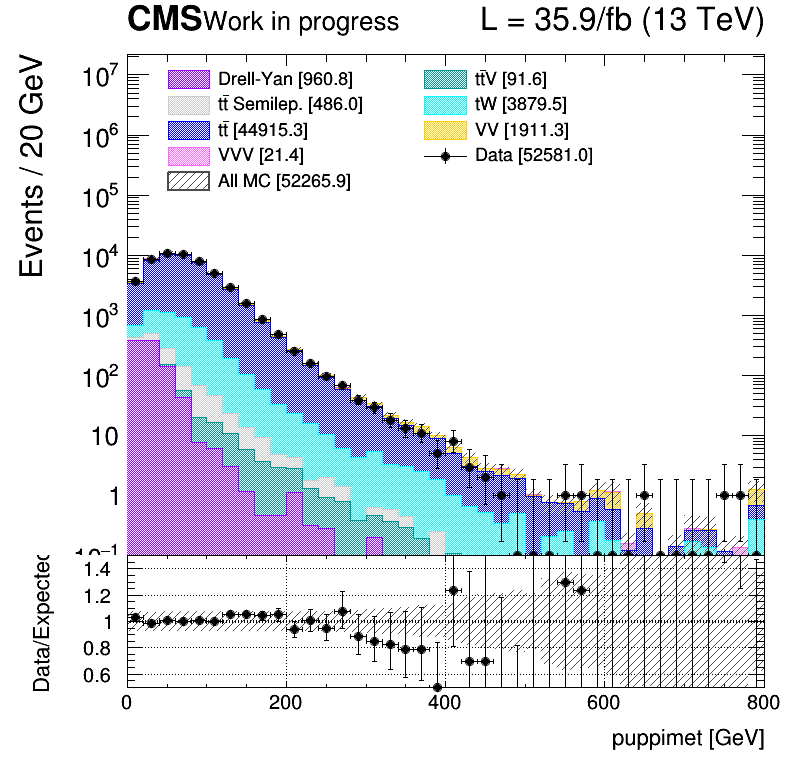 CMS Work in progress L = 35.9/fb (13 TeV)
Events / 20 GeV
10⁷
10⁶
10⁵
10⁴
10³
10²
10
1
10⁻¹
Drell-Yan [960.8]
tt̄ Semilep. [486.0]
tt̄ [44915.3]
VVV [21.4]
All MC [52265.9]
tt̄V [91.6]
tW [3879.5]
VV [1911.3]
Data [52581.0]
Data/Expected
1.4
1.2
1
0.8
0.6
0 200 400 600 800
puppimet [GeV]